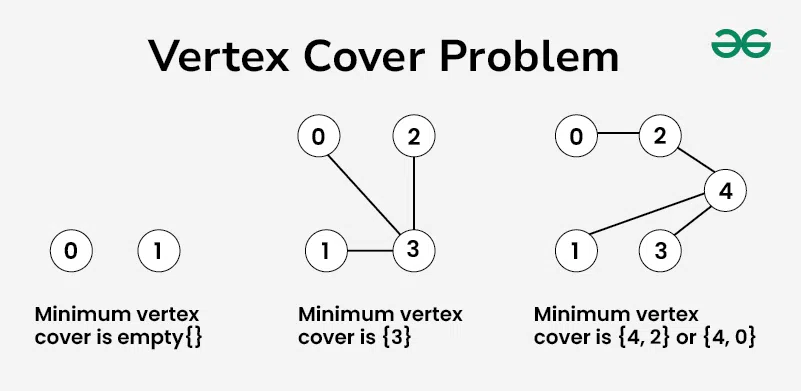 Vertex Cover Problem
0
1
Minimum vertex
cover is empty{}
0
2
1
3
Minimum vertex
cover is {3}
0
2
4
1
3
Minimum vertex
cover is {4, 2} or {4, 0}